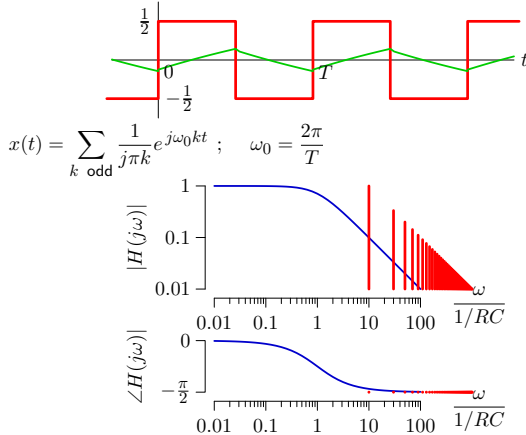 1/2
t
0
T
−1/2
x(t) = ∑_{k odd} 1/(jπk) e^{jω₀kt} ; ω₀ = 2π/T
|H(jω)|
1
0.1
0.01
0.01 0.1 1 10 100
ω/(1/RC)
∠H(jω)|
0
−π/2
0.01 0.1 1 10 100
ω/(1/RC)